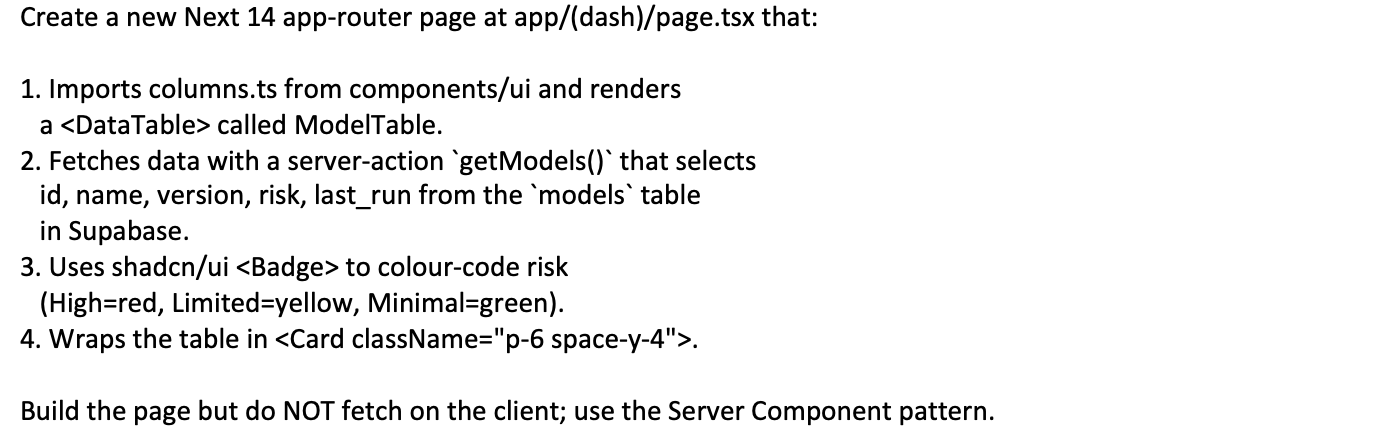 Create a new Next 14 app-router page at app/(dash)/page.tsx that:
1. Imports columns.ts from components/ui and renders
a <DataTable> called ModelTable.
2. Fetches data with a server-action `getModels()` that selects
id, name, version, risk, last_run from the `models` table
in Supabase.
3. Uses shadcn/ui <Badge> to colour-code risk
(High=red, Limited=yellow, Minimal=green).
4. Wraps the table in <Card className="p-6 space-y-4">.
Build the page but do NOT fetch on the client; use the Server Component pattern.